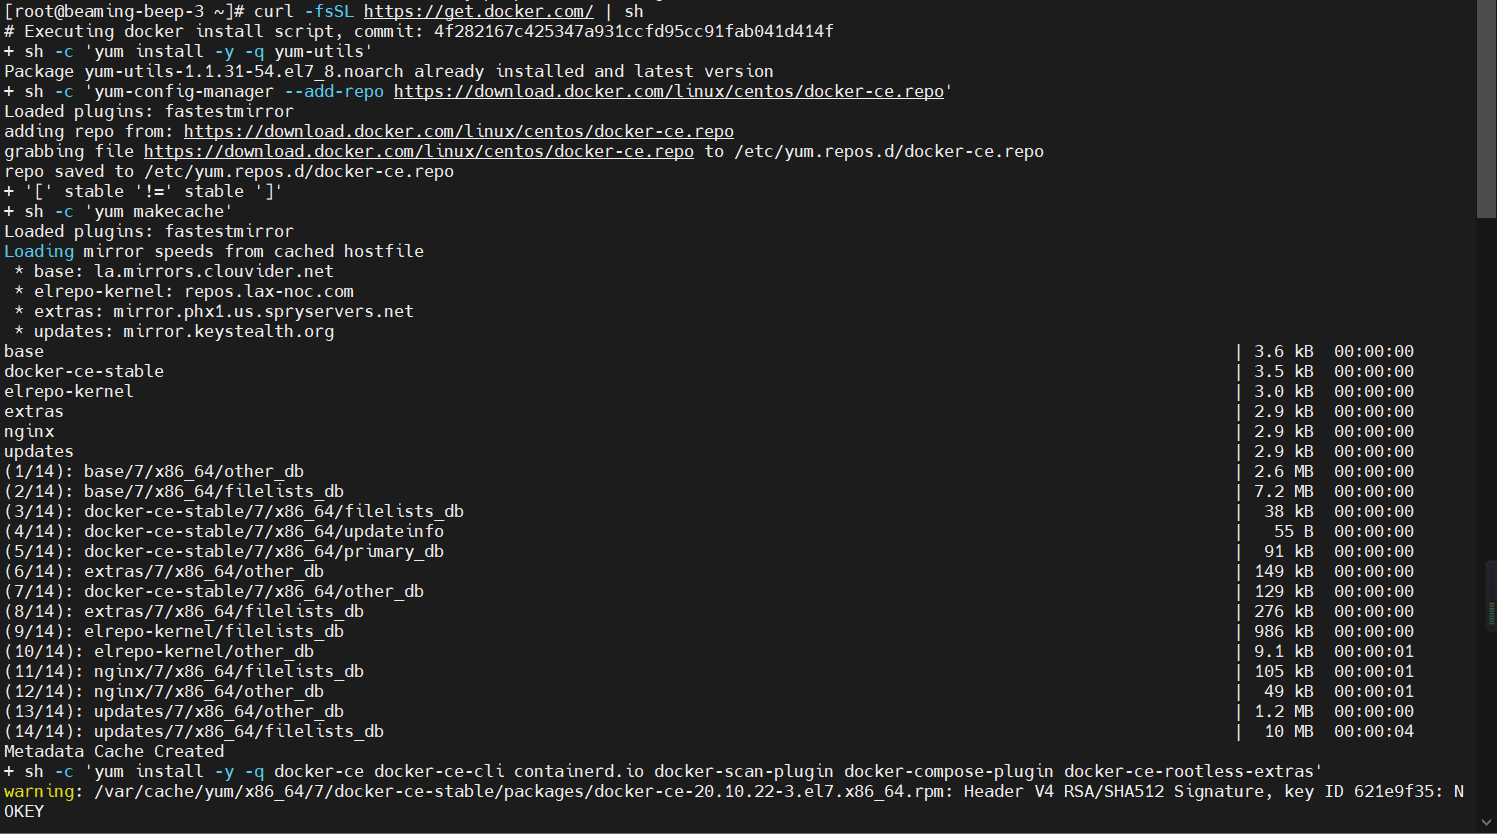 [root@beaming-beep-3 ~]# curl -fsSL https://get.docker.com/ | sh
# Executing docker install script, commit: 4f282167c425347a931ccfd95cc91fab041d414f
+ sh -c 'yum install -y -q yum-utils'
Package yum-utils-1.1.31-54.el7_8.noarch already installed and latest version
+ sh -c 'yum-config-manager --add-repo https://download.docker.com/linux/centos/docker-ce.repo'
Loaded plugins: fastestmirror
adding repo from: https://download.docker.com/linux/centos/docker-ce.repo
grabbing file https://download.docker.com/linux/centos/docker-ce.repo to /etc/yum.repos.d/docker-ce.repo
repo saved to /etc/yum.repos.d/docker-ce.repo
+ '[' stable '!=' stable ']'
+ sh -c 'yum makecache'
Loaded plugins: fastestmirror
Loading mirror speeds from cached hostfile
 * base: la.mirrors.clouvider.net
 * elrepo-kernel: repos.lax-noc.com
 * extras: mirror.phx1.us.spryservers.net
 * updates: mirror.keystealth.org
base | 3.6 kB 00:00:00
docker-ce-stable | 3.5 kB 00:00:00
elrepo-kernel | 3.0 kB 00:00:00
extras | 2.9 kB 00:00:00
nginx | 2.9 kB 00:00:00
updates | 2.9 kB 00:00:00
(1/14): base/7/x86_64/other_db | 2.6 MB 00:00:00
(2/14): base/7/x86_64/filelists_db | 7.2 MB 00:00:00
(3/14): docker-ce-stable/7/x86_64/filelists_db | 38 kB 00:00:00
(4/14): docker-ce-stable/7/x86_64/updateinfo | 55 B 00:00:00
(5/14): docker-ce-stable/7/x86_64/primary_db | 91 kB 00:00:00
(6/14): extras/7/x86_64/other_db | 149 kB 00:00:00
(7/14): docker-ce-stable/7/x86_64/other_db | 129 kB 00:00:00
(8/14): extras/7/x86_64/filelists_db | 276 kB 00:00:00
(9/14): elrepo-kernel/filelists_db | 986 kB 00:00:00
(10/14): elrepo-kernel/other_db | 9.1 kB 00:00:01
(11/14): nginx/7/x86_64/filelists_db | 105 kB 00:00:01
(12/14): nginx/7/x86_64/other_db | 49 kB 00:00:01
(13/14): updates/7/x86_64/other_db | 1.2 MB 00:00:00
(14/14): updates/7/x86_64/filelists_db | 10 MB 00:00:04
Metadata Cache Created
+ sh -c 'yum install -y -q docker-ce docker-ce-cli containerd.io docker-scan-plugin docker-compose-plugin docker-ce-rootless-extras'
warning: /var/cache/yum/x86_64/7/docker-ce-stable/packages/docker-ce-20.10.22-3.el7.x86_64.rpm: Header V4 RSA/SHA512 Signature, key ID 621e9f35: N
OKEY